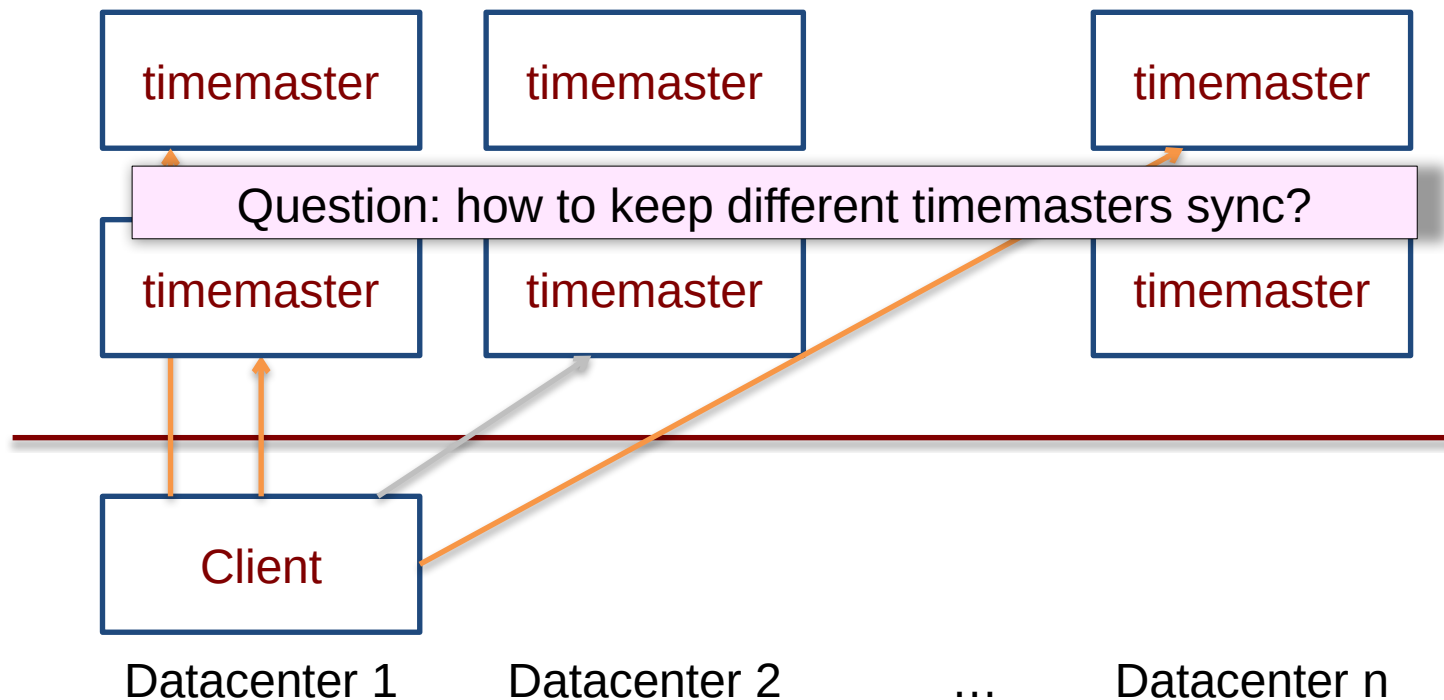 timemaster timemaster timemaster
Question: how to keep different timemasters sync?
timemaster timemaster timemaster
Client
Datacenter 1 Datacenter 2 ... Datacenter n